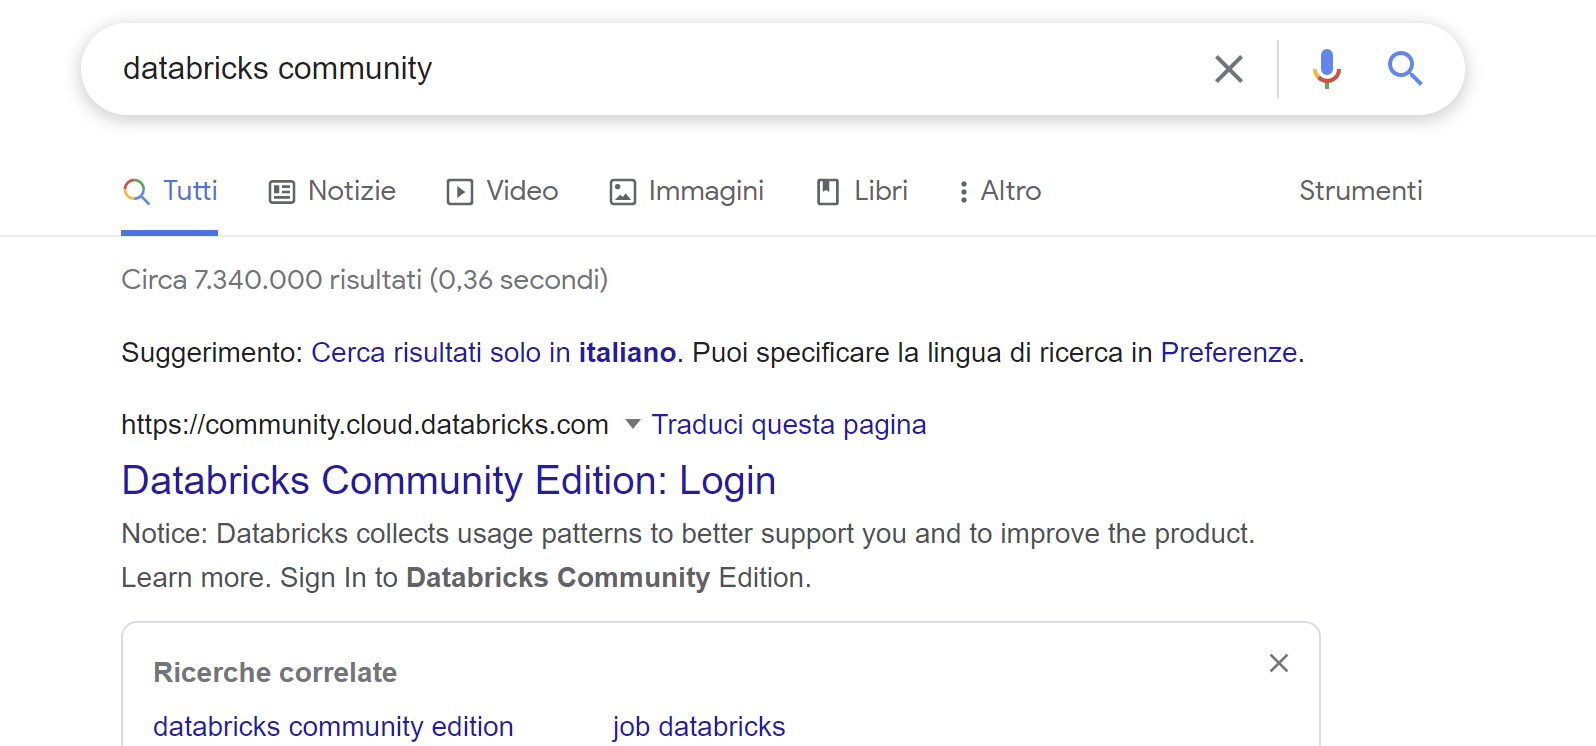 databricks community
Tutti Notizie Video Immagini Libri Altro Strumenti
Circa 7.340.000 risultati (0,36 secondi)
Suggerimento: Cerca risultati solo in italiano. Puoi specificare la lingua di ricerca in Preferenze.
https://community.cloud.databricks.com Traduci questa pagina
Databricks Community Edition: Login
Notice: Databricks collects usage patterns to better support you and to improve the product.
Learn more. Sign In to Databricks Community Edition.
Ricerche correlate
databricks community edition job databricks